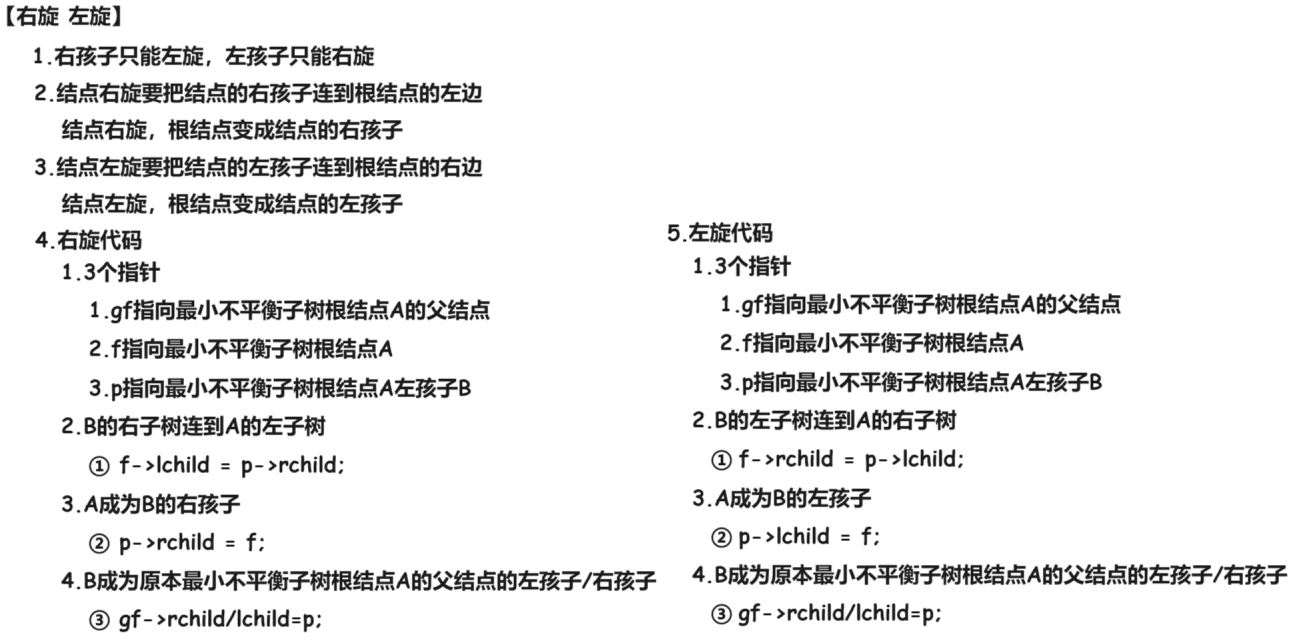 【右旋 左旋】
1.右孩子只能左旋，左孩子只能右旋
2.结点右旋要把结点的右孩子连到根结点的左边
结点右旋，根结点变成结点的右孩子
3.结点左旋要把结点的左孩子连到根结点的右边
结点左旋，根结点变成结点的左孩子
4.右旋代码
1.3个指针
1.gf指向最小不平衡子树根结点A的父结点
2.f指向最小不平衡子树根结点A
3.p指向最小不平衡子树根结点A左孩子B
2.B的右子树连到A的左子树
① f->lchild = p->rchild;
3.A成为B的右孩子
② p->rchild = f;
4.B成为原本最小不平衡子树根结点A的父结点的左孩子/右孩子
③ gf->rchild/lchild=p;
5.左旋代码
1.3个指针
1.gf指向最小不平衡子树根结点A的父结点
2.f指向最小不平衡子树根结点A
3.p指向最小不平衡子树根结点A左孩子B
2.B的左子树连到A的右子树
① f->rchild = p->lchild;
3.A成为B的左孩子
② p->lchild = f;
4.B成为原本最小不平衡子树根结点A的父结点的左孩子/右孩子
③ gf->rchild/lchild=p;